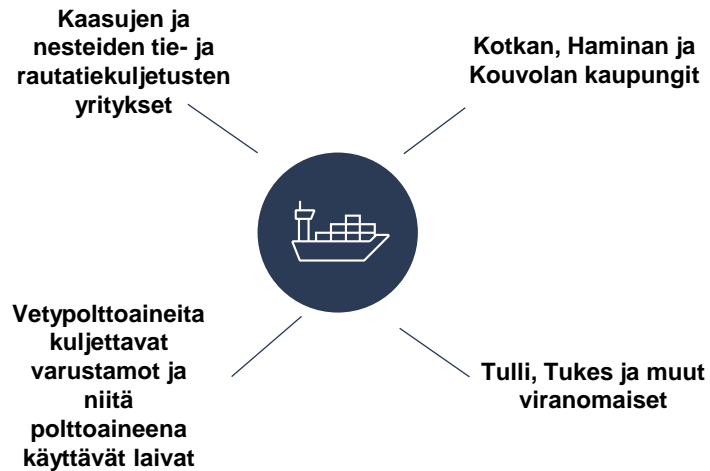 Kaasujen ja
nesteiden tie- ja
rautatiekuljetusten
yritykset
Kotkan, Haminan ja
Kouvolan kaupungit
Vetypolttoaineita
kuljettavat
varustamot ja
niitä
polttoaineena
käyttävät laivat
Tulli, Tukes ja muut
viranomaiset